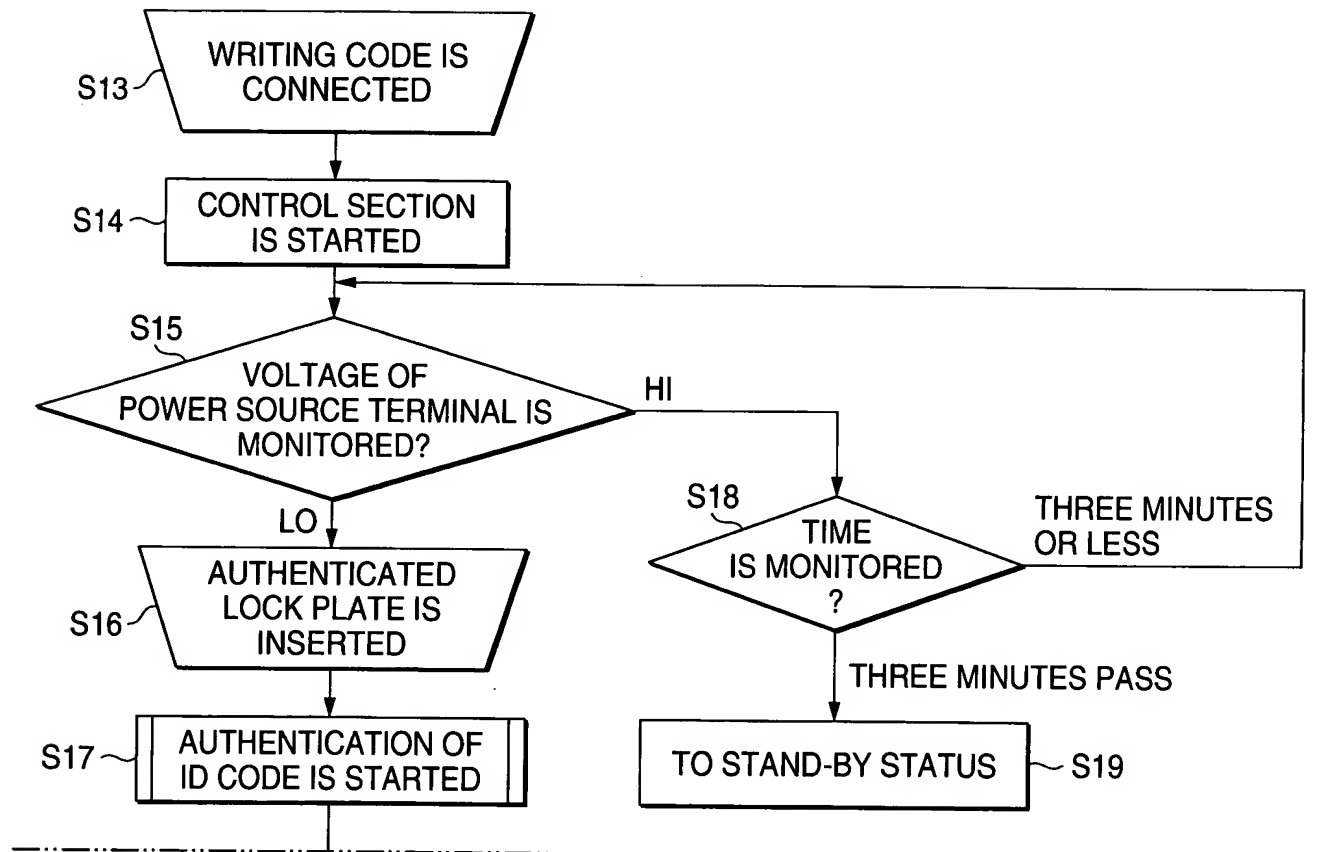 WRITING CODE IS
CONNECTED
S13
CONTROL SECTION
IS STARTED
S14
S15
VOLTAGE OF
POWER SOURCE TERMINAL IS
MONITORED?
HI
LO
S18
TIME
IS MONITORED
?
THREE MINUTES
OR LESS
AUTHENTICATED
LOCK PLATE IS
INSERTED
S16
THREE MINUTES PASS
AUTHENTICATION OF
ID CODE IS STARTED
S17
TO STAND-BY STATUS
S19